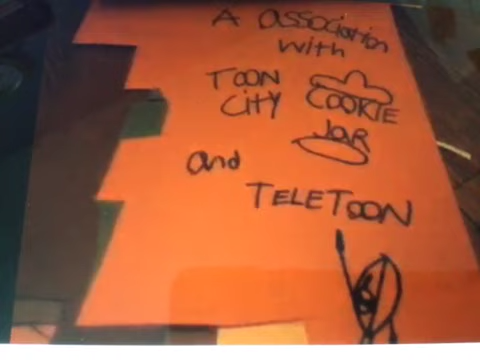 A association
with
TOON COOKIE
CITY JAR
and
TELETOON